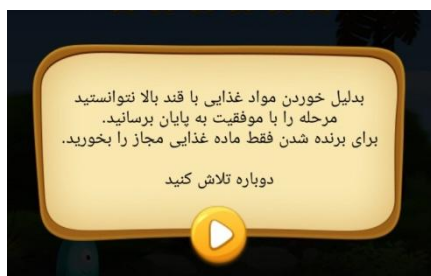 بدلیل خوردن مواد غذایی با قند بالا نتوانستید
مرحله را با موفقیت به پایان برسانید.
برای برنده شدن فقط ماده غذایی مجاز را بخورید.
دوباره تلاش کنید